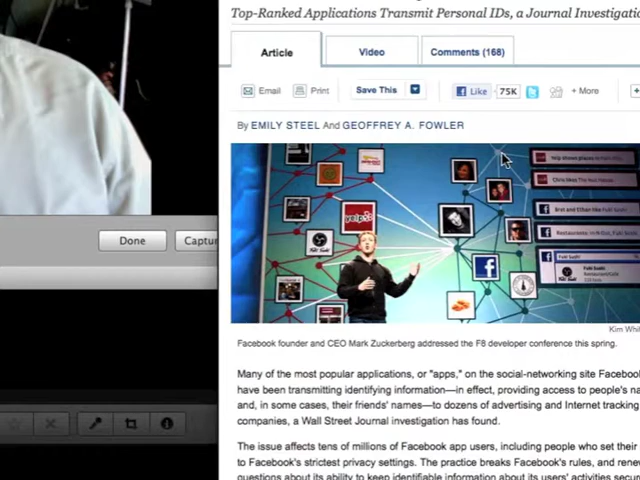 Top-Ranked Applications Transmit Personal IDs, a Journal Investigatio
Article
Video
Comments (168)
Email
Print
Save This
Like
75K
+ More
By EMILY STEEL And GEOFFREY A. FOWLER
yelp
Done
Captur
Kim Whi
Facebook founder and CEO Mark Zuckerberg addressed the F8 developer conference this spring.
Many of the most popular applications, or "apps," on the social-networking site Facebook
have been transmitting identifying information—in effect, providing access to people's na
and, in some cases, their friends' names—to dozens of advertising and Internet tracking
companies, a Wall Street Journal investigation has found.
The issue affects tens of millions of Facebook app users, including people who set their
to Facebook's strictest privacy settings. The practice breaks Facebook's rules, and renew
questions about its ability to keep identifiable information about its users' activities secur